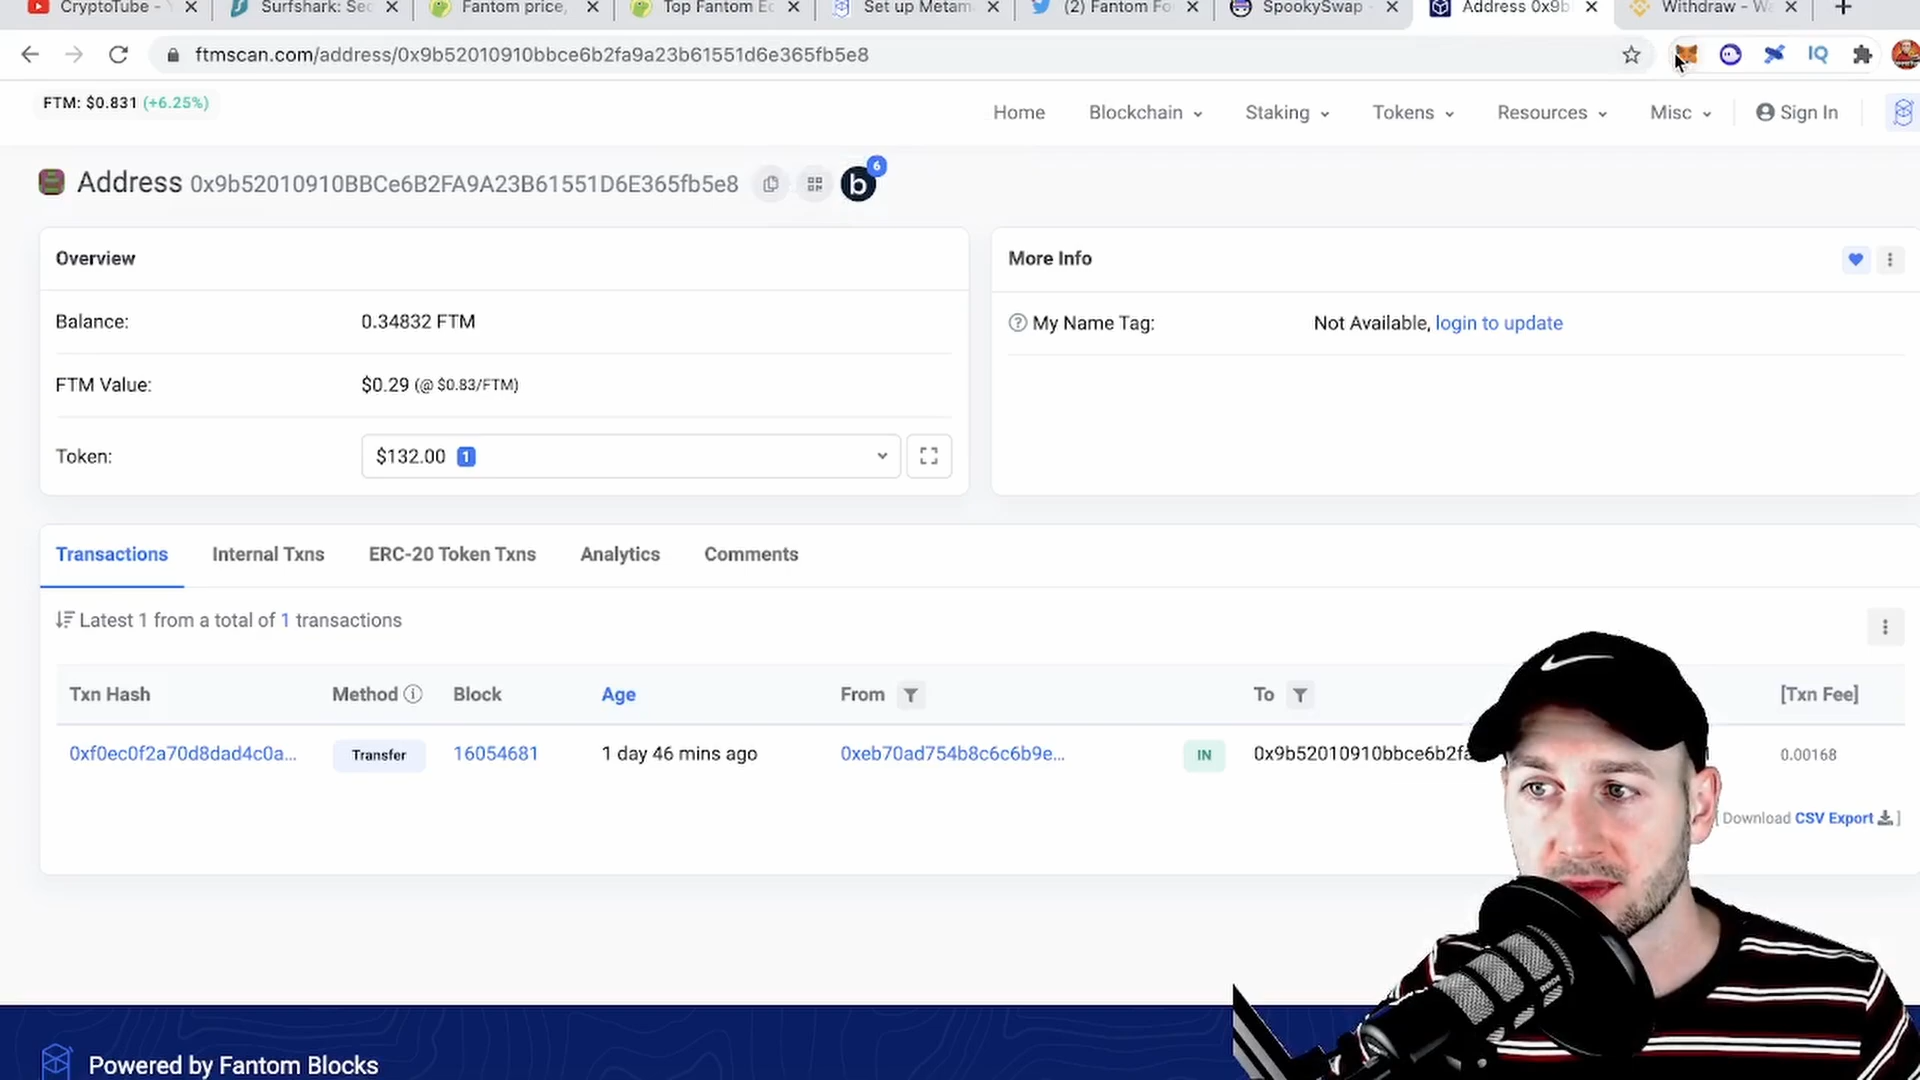 CryptoTube -
Surfshark: Sec
Fantom price,
Top Fantom Ec
Set up Metam
(2) Fantom Fo
SpookySwap -
Address 0x9b
Withdraw - W
ftmscan.com/address/0x9b52010910bbce6b2fa9a23b61551d6e365fb5e8
IQ
FTM: $0.831 (+6.25%)
Home
Blockchain
Staking
Tokens
Resources
Misc
Sign In
Address 0x9b52010910BBCe6B2FA9A23B61551D6E365fb5e8
b
6
Overview
Balance: 0.34832 FTM
FTM Value: $0.29 (@ $0.83/FTM)
Token: $132.00 1
More Info
My Name Tag: Not Available, login to update
Transactions
Internal Txns
ERC-20 Token Txns
Analytics
Comments
Latest 1 from a total of 1 transactions
Txn Hash Method Block Age From To [Txn Fee]
0xf0ec0f2a70d8dad4c0a... Transfer 16054681 1 day 46 mins ago 0xeb70ad754b8c6c6b9e... IN 0x9b52010910bbce6b2fa 0.00168
[ Download CSV Export ]
Powered by Fantom Blocks
RODE